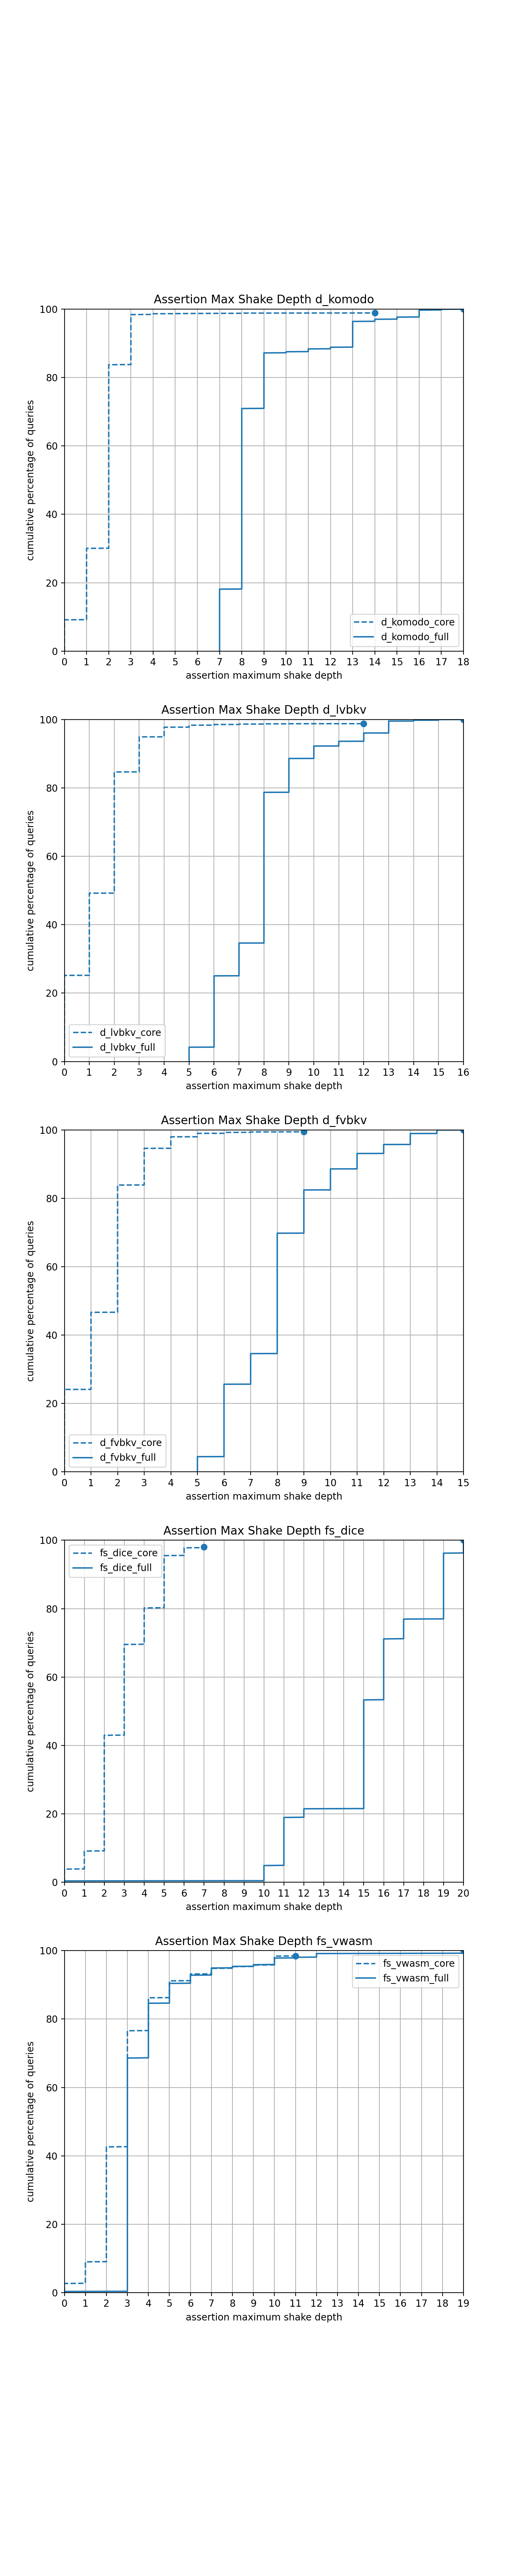 Assertion Max Shake Depth d_komodo
100
80
60
40
20
0
cumulative percentage of queries
d_komodo_core
d_komodo_full
0 1 2 3 4 5 6 7 8 9 10 11 12 13 14 15 16 17 18
assertion maximum shake depth
Assertion Max Shake Depth d_lvbkv
100
80
60
40
20
0
cumulative percentage of queries
d_lvbkv_core
d_lvbkv_full
0 1 2 3 4 5 6 7 8 9 10 11 12 13 14 15 16
assertion maximum shake depth
Assertion Max Shake Depth d_fvbkv
100
80
60
40
20
0
cumulative percentage of queries
d_fvbkv_core
d_fvbkv_full
0 1 2 3 4 5 6 7 8 9 10 11 12 13 14 15
assertion maximum shake depth
Assertion Max Shake Depth fs_dice
100
80
60
40
20
0
cumulative percentage of queries
fs_dice_core
fs_dice_full
0 1 2 3 4 5 6 7 8 9 10 11 12 13 14 15 16 17 18 19 20
assertion maximum shake depth
Assertion Max Shake Depth fs_vwasm
100
80
60
40
20
0
cumulative percentage of queries
fs_vwasm_core
fs_vwasm_full
0 1 2 3 4 5 6 7 8 9 10 11 12 13 14 15 16 17 18 19
assertion maximum shake depth